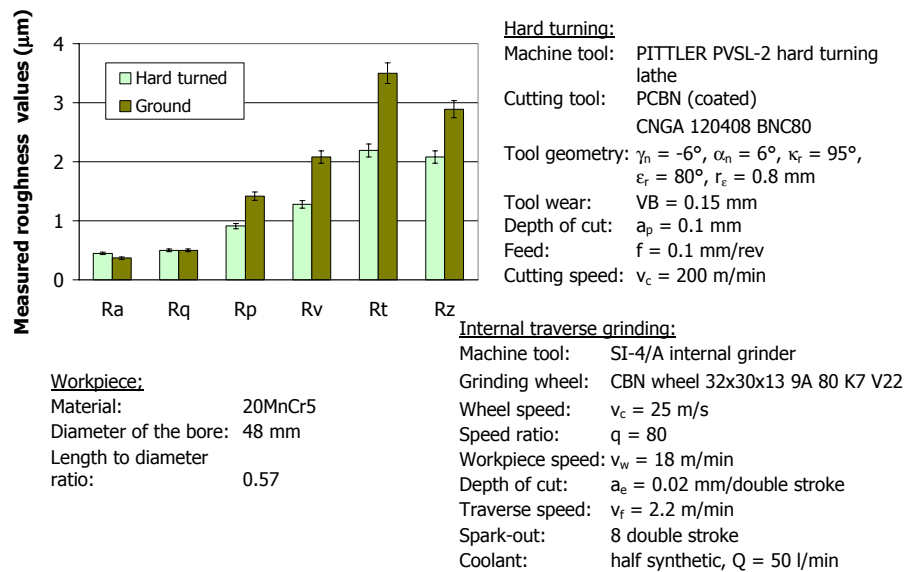 Measured roughness values (µm)
4
3
2
1
0
Hard turned
Ground
Ra Rq Rp Rv Rt Rz
Hard turning:
Machine tool: PITTLER PVSL-2 hard turning
lathe
Cutting tool: PCBN (coated)
CNGA 120408 BNC80
Tool geometry: γn = -6°, αn = 6°, κr = 95°,
εr = 80°, rε = 0.8 mm
Tool wear: VB = 0.15 mm
Depth of cut: ap = 0.1 mm
Feed: f = 0.1 mm/rev
Cutting speed: vc = 200 m/min
Workpiece;
Material: 20MnCr5
Diameter of the bore: 48 mm
Length to diameter
ratio: 0.57
Internal traverse grinding:
Machine tool: SI-4/A internal grinder
Grinding wheel: CBN wheel 32x30x13 9A 80 K7 V22
Wheel speed: vc = 25 m/s
Speed ratio: q = 80
Workpiece speed: vw = 18 m/min
Depth of cut: ae = 0.02 mm/double stroke
Traverse speed: vf = 2.2 m/min
Spark-out: 8 double stroke
Coolant: half synthetic, Q = 50 l/min